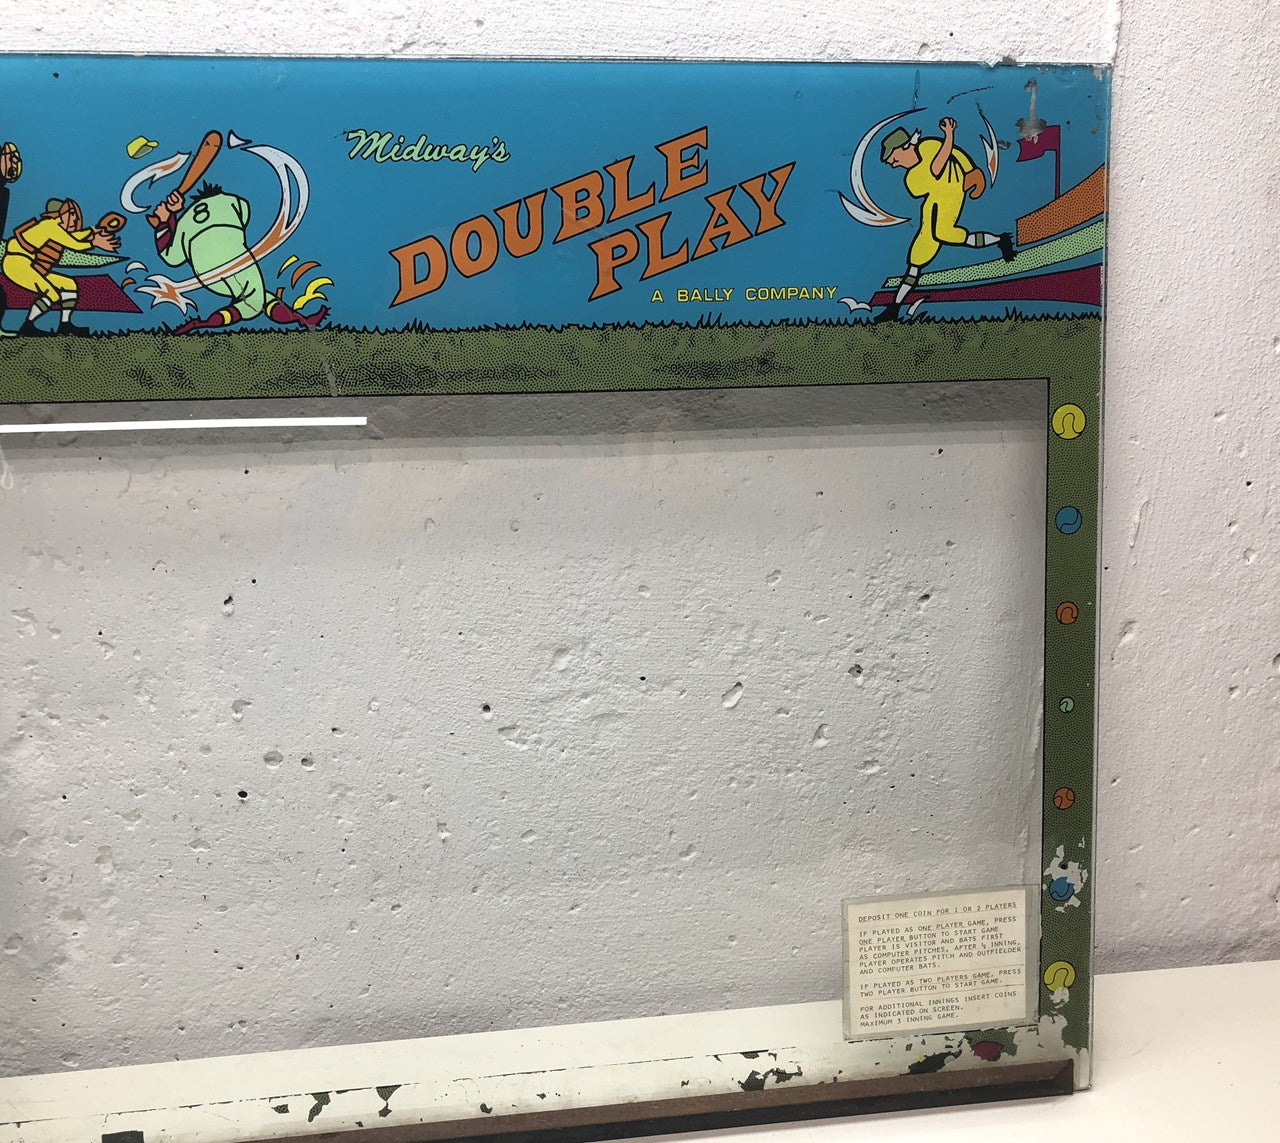 Midway's
DOUBLE
PLAY
A BALLY COMPANY
8
DEPOSIT ONE COIN FOR 1 OR 2 PLAYERS
IF PLAYED AS ONE PLAYER GAME, PRESS
ONE PLAYER BUTTON TO START GAME
PLAYER IS VISITOR AND BATS FIRST
AS COMPUTER PITCHES, AFTER ½ INNING,
PLAYER OPERATES PITCH AND OUTFIELDER
AND COMPUTER BATS.
IF PLAYED AS TWO PLAYERS GAME, PRESS
TWO PLAYER BUTTON TO START GAME.
FOR ADDITIONAL INNINGS INSERT COINS
AS INDICATED ON SCREEN.
MAXIMUM 3 INNING GAME.